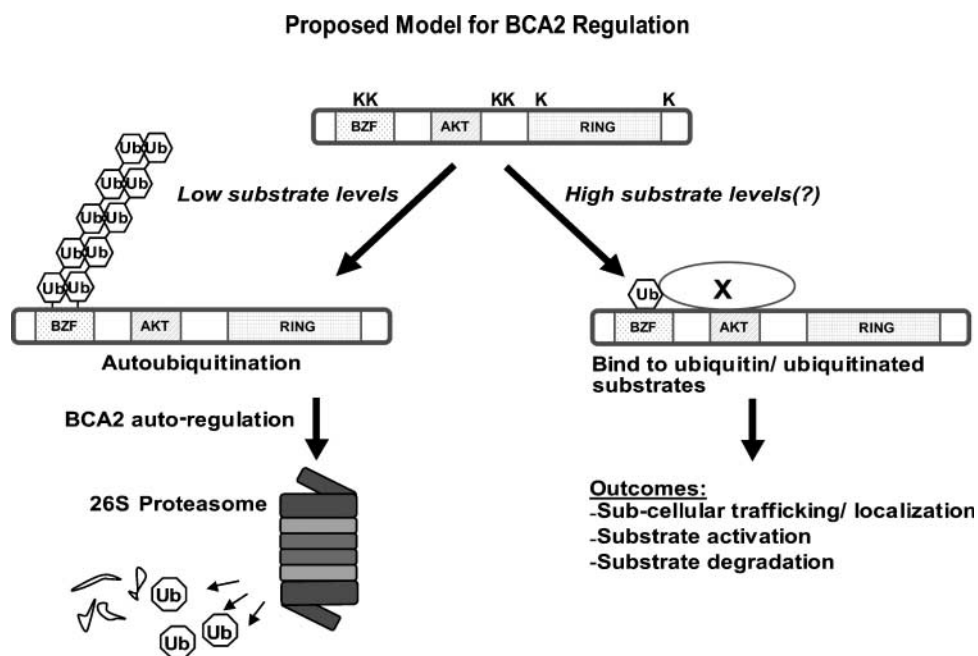 Proposed Model for BCA2 Regulation
KK KK K K
BZF AKT RING
Low substrate levels
High substrate levels(?)
Ub Ub
Ub Ub
Ub Ub
Ub Ub
Ub Ub
Ub X
BZF AKT RING
BZF AKT RING
Autoubiquitination
Bind to ubiquitin/ ubiquitinated
substrates
BCA2 auto-regulation
26S Proteasome
Outcomes:
-Sub-cellular trafficking/ localization
-Substrate activation
-Substrate degradation
Ub
Ub
Ub